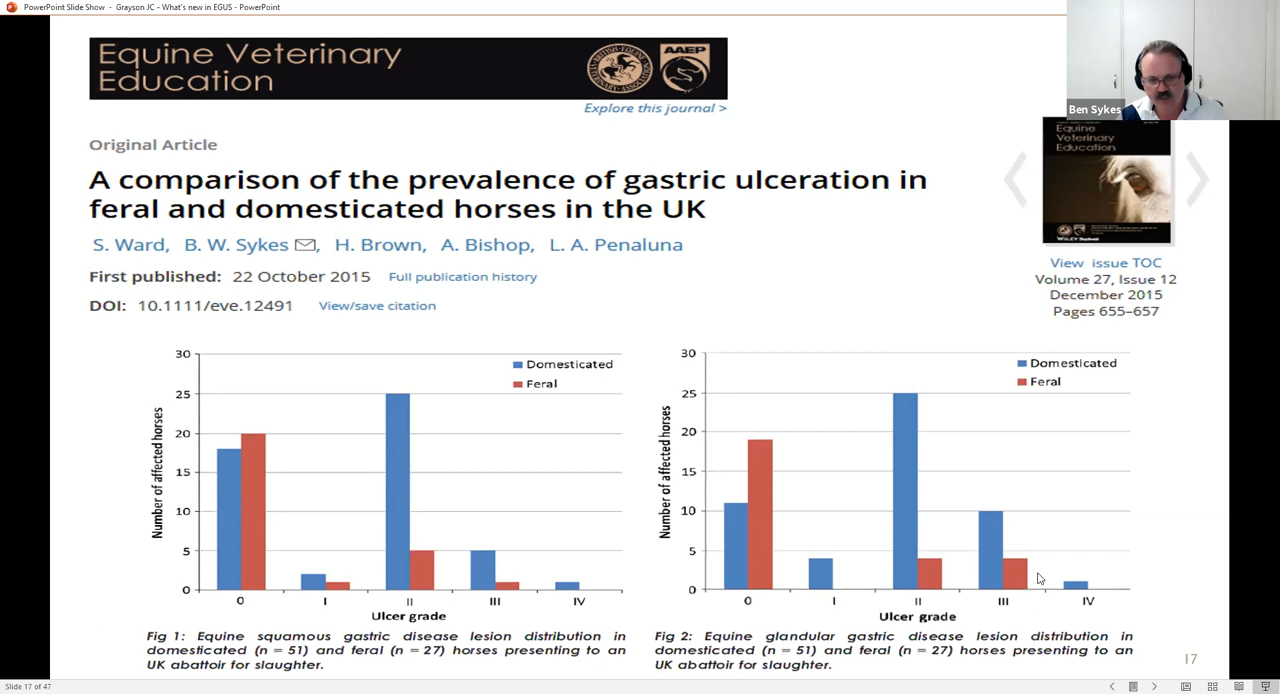 PowerPoint Slide Show - Grayson JC - What's new in EGUS - PowerPoint
Equine Veterinary
Education
AAEP
Explore this journal >
Ben Sykes
Equine
Veterinary
Education
Original Article
A comparison of the prevalence of gastric ulceration in
feral and domesticated horses in the UK
S. Ward, B. W. Sykes, H. Brown, A. Bishop, L. A. Penaluna
First published: 22 October 2015 Full publication history
DOI: 10.1111/eve.12491 View/save citation
View issue TOC
Volume 27, Issue 12
December 2015
Pages 655–657
Number of affected horses
30
25
20
15
10
5
0
Domesticated
Feral
0 I II III IV
Ulcer grade
Fig 1: Equine squamous gastric disease lesion distribution in
domesticated (n = 51) and feral (n = 27) horses presenting to an
UK abattoir for slaughter.
Number of affected horses
30
25
20
15
10
5
0
Domesticated
Feral
0 I II III IV
Ulcer grade
Fig 2: Equine glandular gastric disease lesion distribution in
domesticated (n = 51) and feral (n = 27) horses presenting to an
UK abattoir for slaughter.
17
Slide 17 of 47